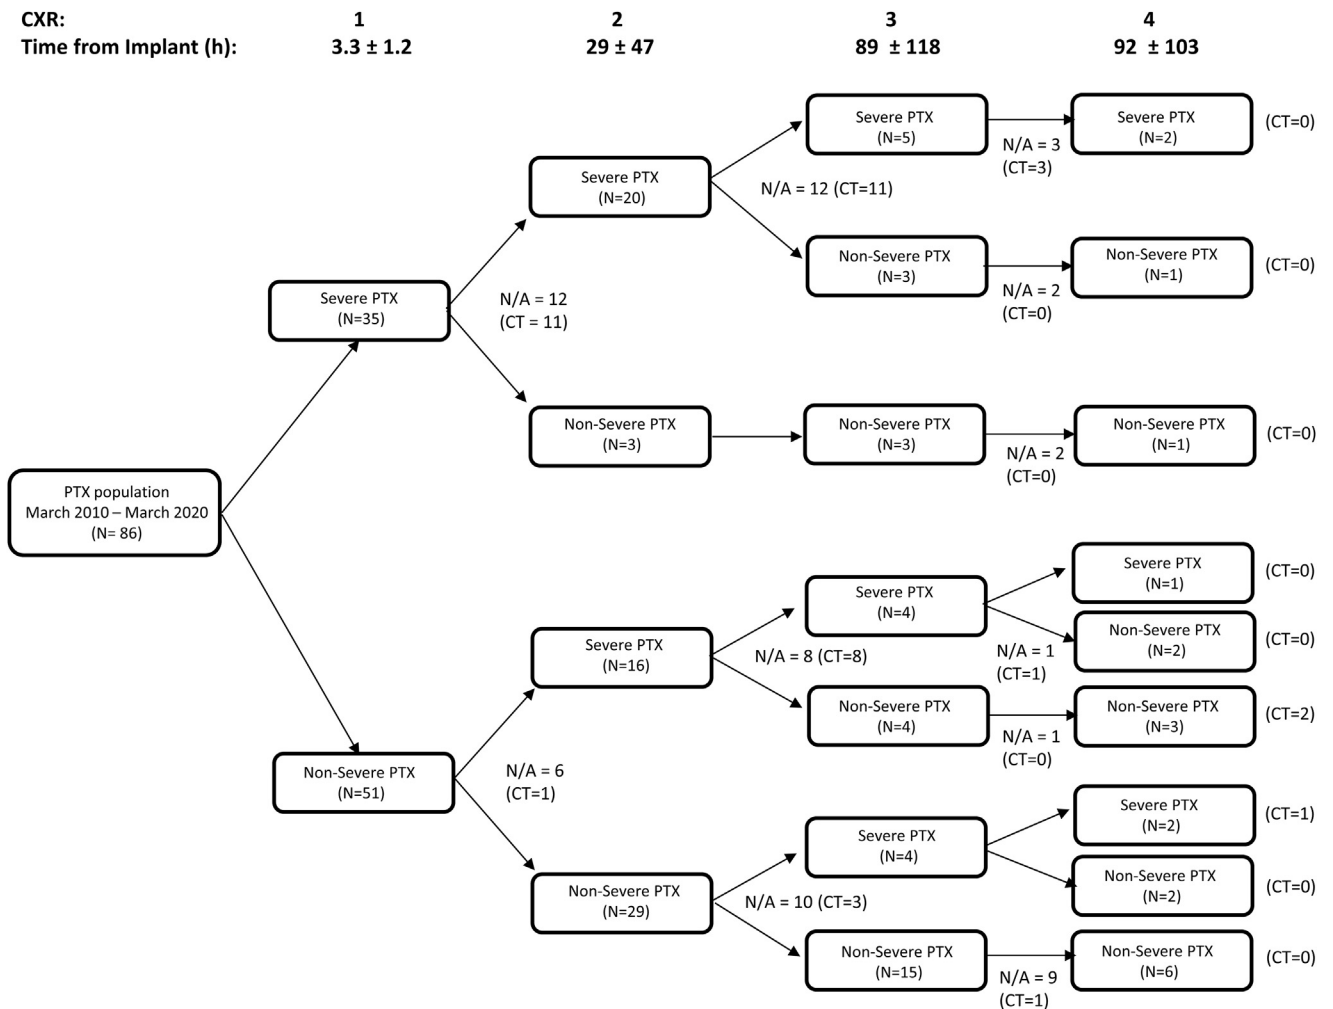 CXR: 1 2 3 4
Time from Implant (h): 3.3 ± 1.2 29 ± 47 89 ± 118 92 ± 103
PTX population
March 2010 – March 2020
(N= 86)
Severe PTX
(N=35)
Non-Severe PTX
(N=51)
N/A = 12
(CT = 11)
N/A = 6
(CT=1)
Severe PTX
(N=20)
Non-Severe PTX
(N=3)
Severe PTX
(N=16)
Non-Severe PTX
(N=29)
N/A = 12 (CT=11)
N/A = 8 (CT=8)
N/A = 10 (CT=3)
Severe PTX
(N=5)
Non-Severe PTX
(N=3)
Non-Severe PTX
(N=3)
Severe PTX
(N=4)
Non-Severe PTX
(N=4)
Severe PTX
(N=4)
Non-Severe PTX
(N=15)
N/A = 3
(CT=3)
N/A = 2
(CT=0)
N/A = 2
(CT=0)
N/A = 1
(CT=1)
N/A = 1
(CT=0)
N/A = 9
(CT=1)
Severe PTX
(N=2)
(CT=0)
Non-Severe PTX
(N=1)
(CT=0)
Non-Severe PTX
(N=1)
(CT=0)
Severe PTX
(N=1)
(CT=0)
Non-Severe PTX
(N=2)
(CT=0)
Non-Severe PTX
(N=3)
(CT=2)
Severe PTX
(N=2)
(CT=1)
Non-Severe PTX
(N=2)
(CT=0)
Non-Severe PTX
(N=6)
(CT=0)